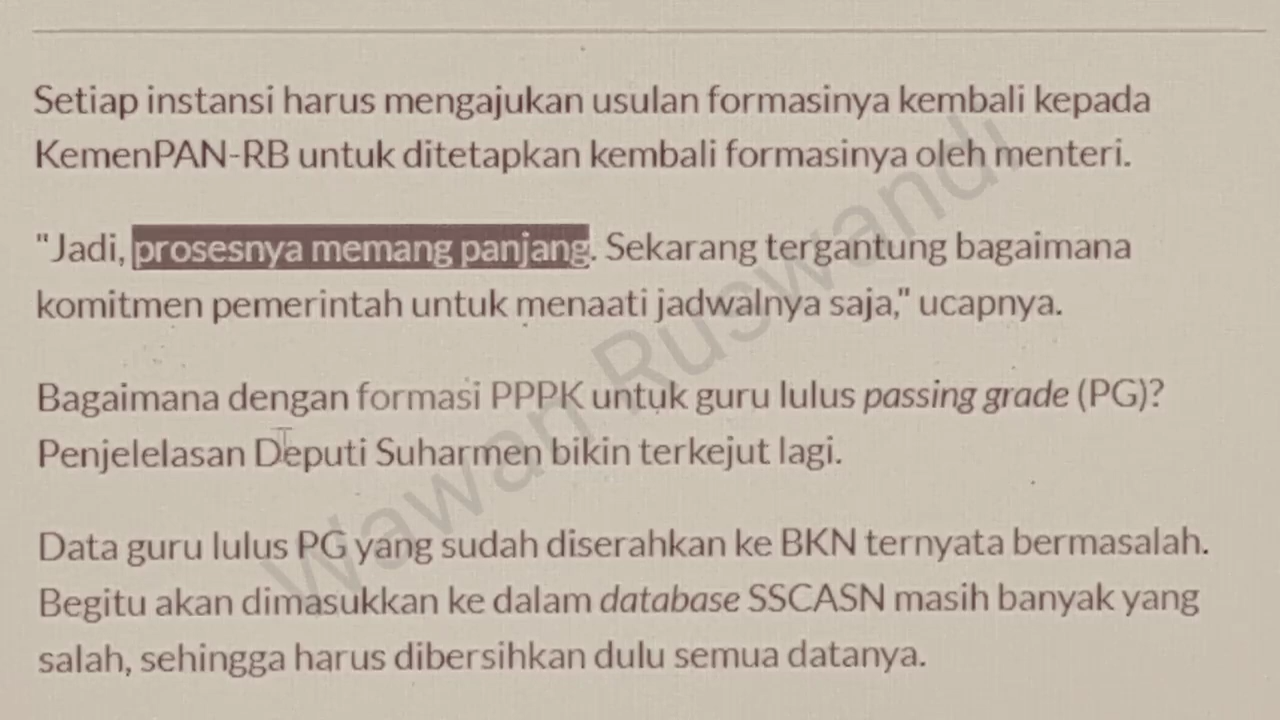 Setiap instansi harus mengajukan usulan formasinya kembali kepada
KemenPAN-RB untuk ditetapkan kembali formasinya oleh menteri.
"Jadi, prosesnya memang panjang. Sekarang tergantung bagaimana
komitmen pemerintah untuk menaati jadwalnya saja," ucapnya.
Bagaimana dengan formasi PPPK untuk guru lulus passing grade (PG)?
Penjelelasan Deputi Suharmen bikin terkejut lagi.
Data guru lulus PG yang sudah diserahkan ke BKN ternyata bermasalah.
Begitu akan dimasukkan ke dalam database SSCASN masih banyak yang
salah, sehingga harus dibersihkan dulu semua datanya.
Wawan Ruswandi